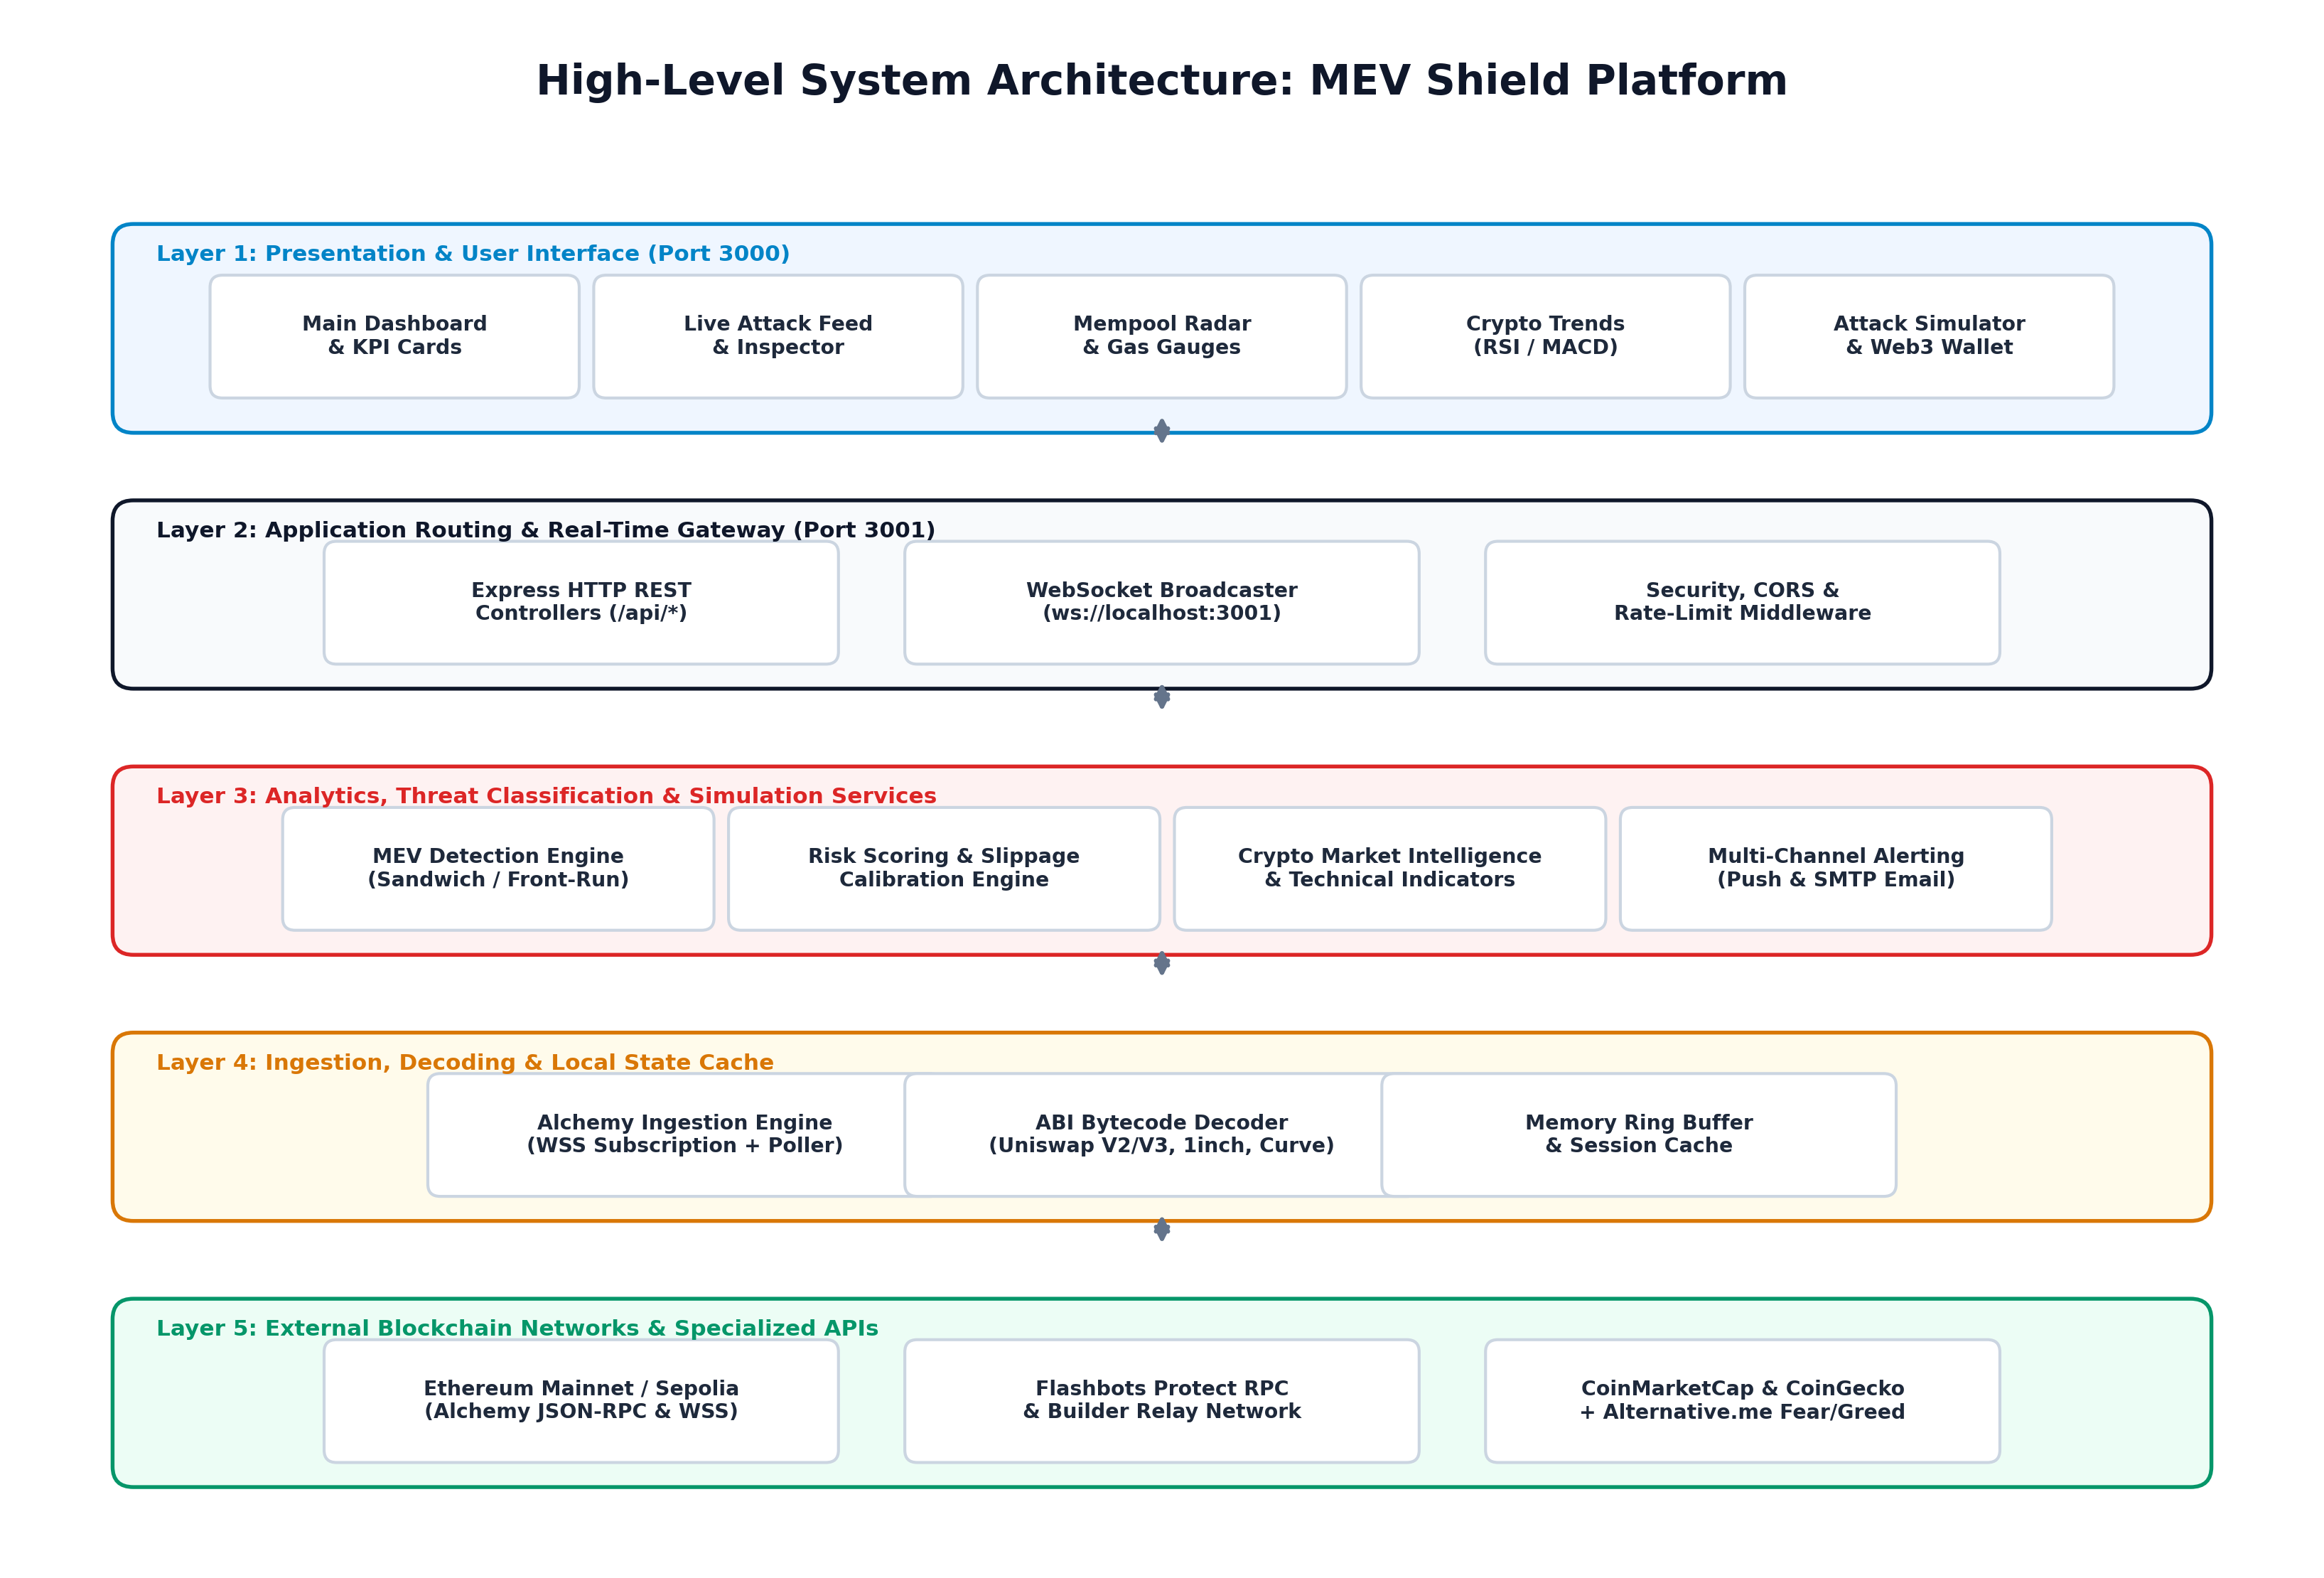 High-Level System Architecture: MEV Shield Platform
Layer 1: Presentation & User Interface (Port 3000)
Main Dashboard
& KPI Cards
Live Attack Feed
& Inspector
Mempool Radar
& Gas Gauges
Crypto Trends
(RSI / MACD)
Attack Simulator
& Web3 Wallet
Layer 2: Application Routing & Real-Time Gateway (Port 3001)
Express HTTP REST
Controllers (/api/*)
WebSocket Broadcaster
(ws://localhost:3001)
Security, CORS &
Rate-Limit Middleware
Layer 3: Analytics, Threat Classification & Simulation Services
MEV Detection Engine
(Sandwich / Front-Run)
Risk Scoring & Slippage
Calibration Engine
Crypto Market Intelligence
& Technical Indicators
Multi-Channel Alerting
(Push & SMTP Email)
Layer 4: Ingestion, Decoding & Local State Cache
Alchemy Ingestion Engine
(WSS Subscription + Poller)
ABI Bytecode Decoder
(Uniswap V2/V3, 1inch, Curve)
Memory Ring Buffer
& Session Cache
Layer 5: External Blockchain Networks & Specialized APIs
Ethereum Mainnet / Sepolia
(Alchemy JSON-RPC & WSS)
Flashbots Protect RPC
& Builder Relay Network
CoinMarketCap & CoinGecko
+ Alternative.me Fear/Greed